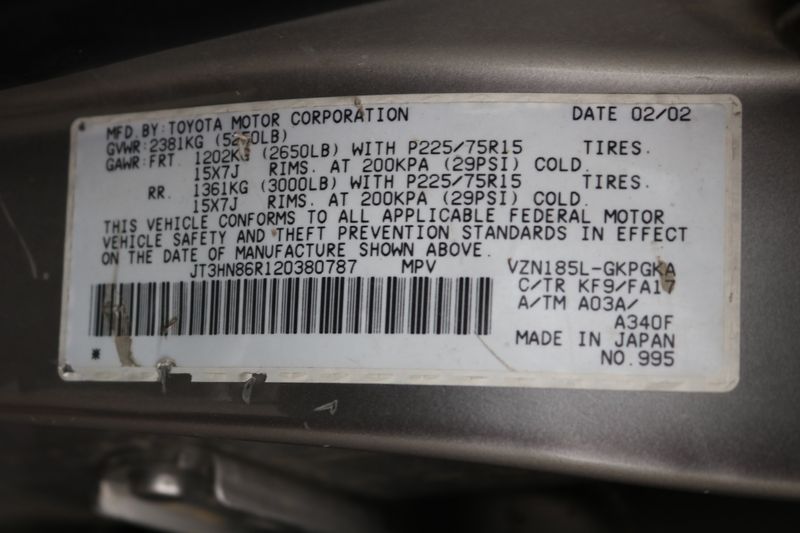 MFD.BY:TOYOTA MOTOR CORPORATION DATE 02/02
GVWR:2381KG (5250LB)
GAWR:FRT. 1202KG (2650LB) WITH P225/75R15 TIRES.
15X7J RIMS. AT 200KPA (29PSI) COLD.
RR. 1361KG (3000LB) WITH P225/75R15 TIRES.
15X7J RIMS. AT 200KPA (29PSI) COLD.
THIS VEHICLE CONFORMS TO ALL APPLICABLE FEDERAL MOTOR
VEHICLE SAFETY AND THEFT PREVENTION STANDARDS IN EFFECT
ON THE DATE OF MANUFACTURE SHOWN ABOVE.
JT3HN86R120380787 MPV VZN185L-GKPGKA
C/TR KF9/FA17
A/TM A03A/
A340F
MADE IN JAPAN
NO.995